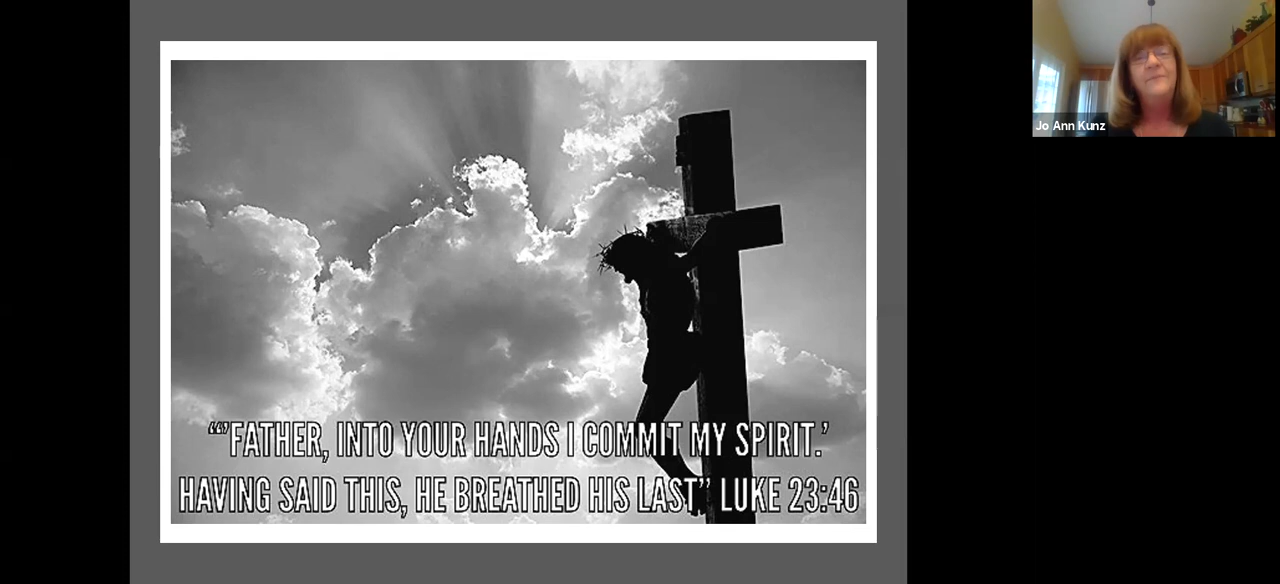 “‘FATHER, INTO YOUR HANDS I COMMIT MY SPIRIT.’
HAVING SAID THIS, HE BREATHED HIS LAST” LUKE 23:46
Jo Ann Kunz